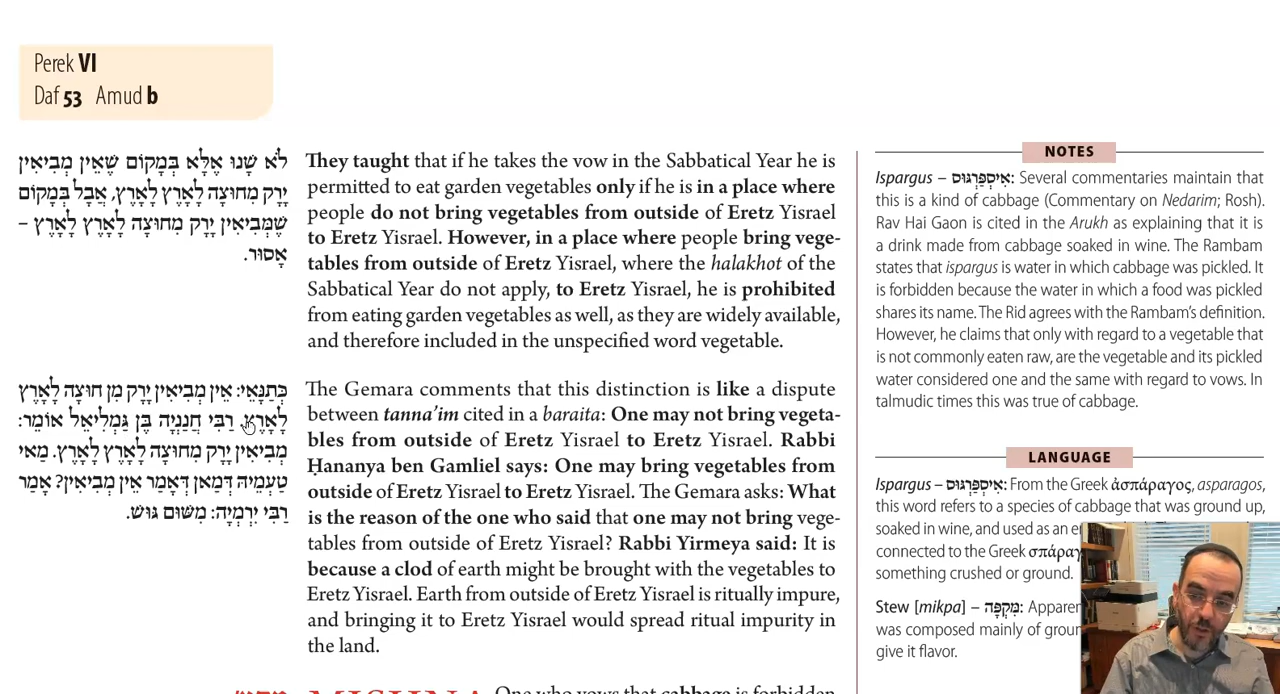 Perek VI
Daf 53 Amud b
לֹא שָׁנוּ אֶלָּא בְּמָקוֹם שֶׁאֵין מְבִיאִין
יָרָק מִחוּצָה לָאָרֶץ לָאָרֶץ, אֲבָל בְּמָקוֹם
שֶׁמְּבִיאִין יָרָק מִחוּצָה לָאָרֶץ לָאָרֶץ –
אָסוּר.
They taught that if he takes the vow in the Sabbatical Year he is
permitted to eat garden vegetables only if he is in a place where
people do not bring vegetables from outside of Eretz Yisrael
to Eretz Yisrael. However, in a place where people bring vege-
tables from outside of Eretz Yisrael, where the halakhot of the
Sabbatical Year do not apply, to Eretz Yisrael, he is prohibited
from eating garden vegetables as well, as they are widely available,
and therefore included in the unspecified word vegetable.
כְּתַנָּאֵי: אֵין מְבִיאִין יָרָק מִן חוּצָה לָאָרֶץ
לָאָרֶץ. רַבִּי חֲנַנְיָה בֶּן גַּמְלִיאֵל אוֹמֵר:
מְבִיאִין יָרָק מִחוּצָה לָאָרֶץ לָאָרֶץ. מַאי
טַעְמֵיהּ דְּמַאן דְּאָמַר אֵין מְבִיאִין? אָמַר
רַבִּי יִרְמְיָה: מִשּׁוּם גּוּשׁ.
The Gemara comments that this distinction is like a dispute
between tanna’im cited in a baraita: One may not bring vegeta-
bles from outside of Eretz Yisrael to Eretz Yisrael. Rabbi
Ḥananya ben Gamliel says: One may bring vegetables from
outside of Eretz Yisrael to Eretz Yisrael. The Gemara asks: What
is the reason of the one who said that one may not bring vege-
tables from outside of Eretz Yisrael? Rabbi Yirmeya said: It is
because a clod of earth might be brought with the vegetables to
Eretz Yisrael. Earth from outside of Eretz Yisrael is ritually impure,
and bringing it to Eretz Yisrael would spread ritual impurity in
the land.
MISHNA One who vows that cabbage is forbidden
NOTES
Ispargus – אִיסְפַּרְגּוּס: Several commentaries maintain that
this is a kind of cabbage (Commentary on Nedarim; Rosh).
Rav Hai Gaon is cited in the Arukh as explaining that it is
a drink made from cabbage soaked in wine. The Rambam
states that ispargus is water in which cabbage was pickled. It
is forbidden because the water in which a food was pickled
shares its name. The Rid agrees with the Rambam’s definition.
However, he claims that only with regard to a vegetable that
is not commonly eaten raw, are the vegetable and its pickled
water considered one and the same with regard to vows. In
talmudic times this was true of cabbage.
LANGUAGE
Ispargus – אִיסְפַּרְגּוּס: From the Greek ἀσπάραγος, asparagos,
this word refers to a species of cabbage that was ground up,
soaked in wine, and used as an
connected to the Greek
something crushed or ground.
Stew [mikpa] – מִקְפָּה:
was composed mainly of
give it flavor.